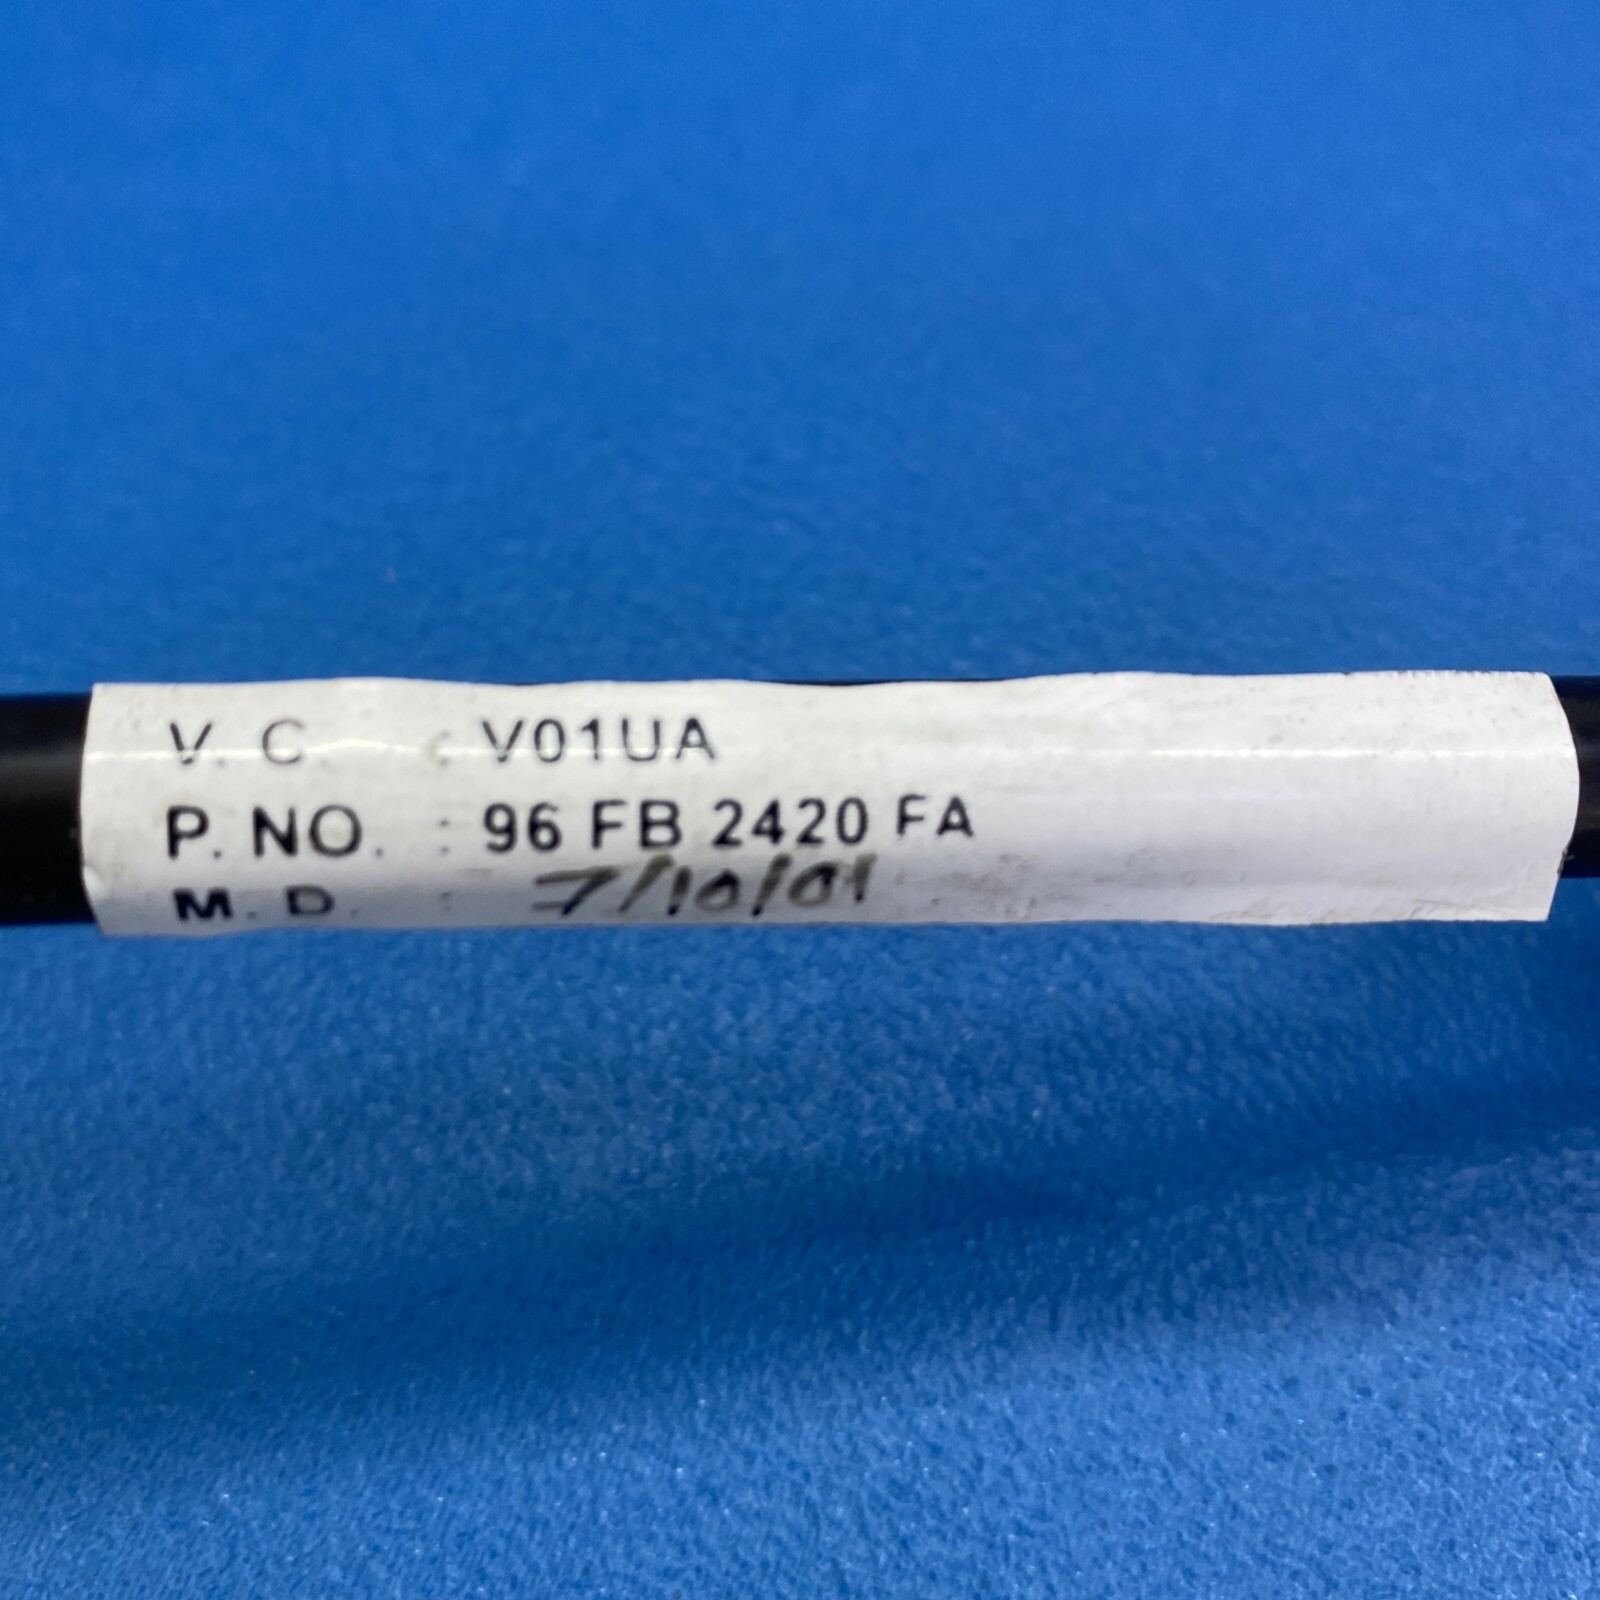 V. C. : V01UA
P. NO. : 96 FB 2420 FA
M. D. : 7/10/01